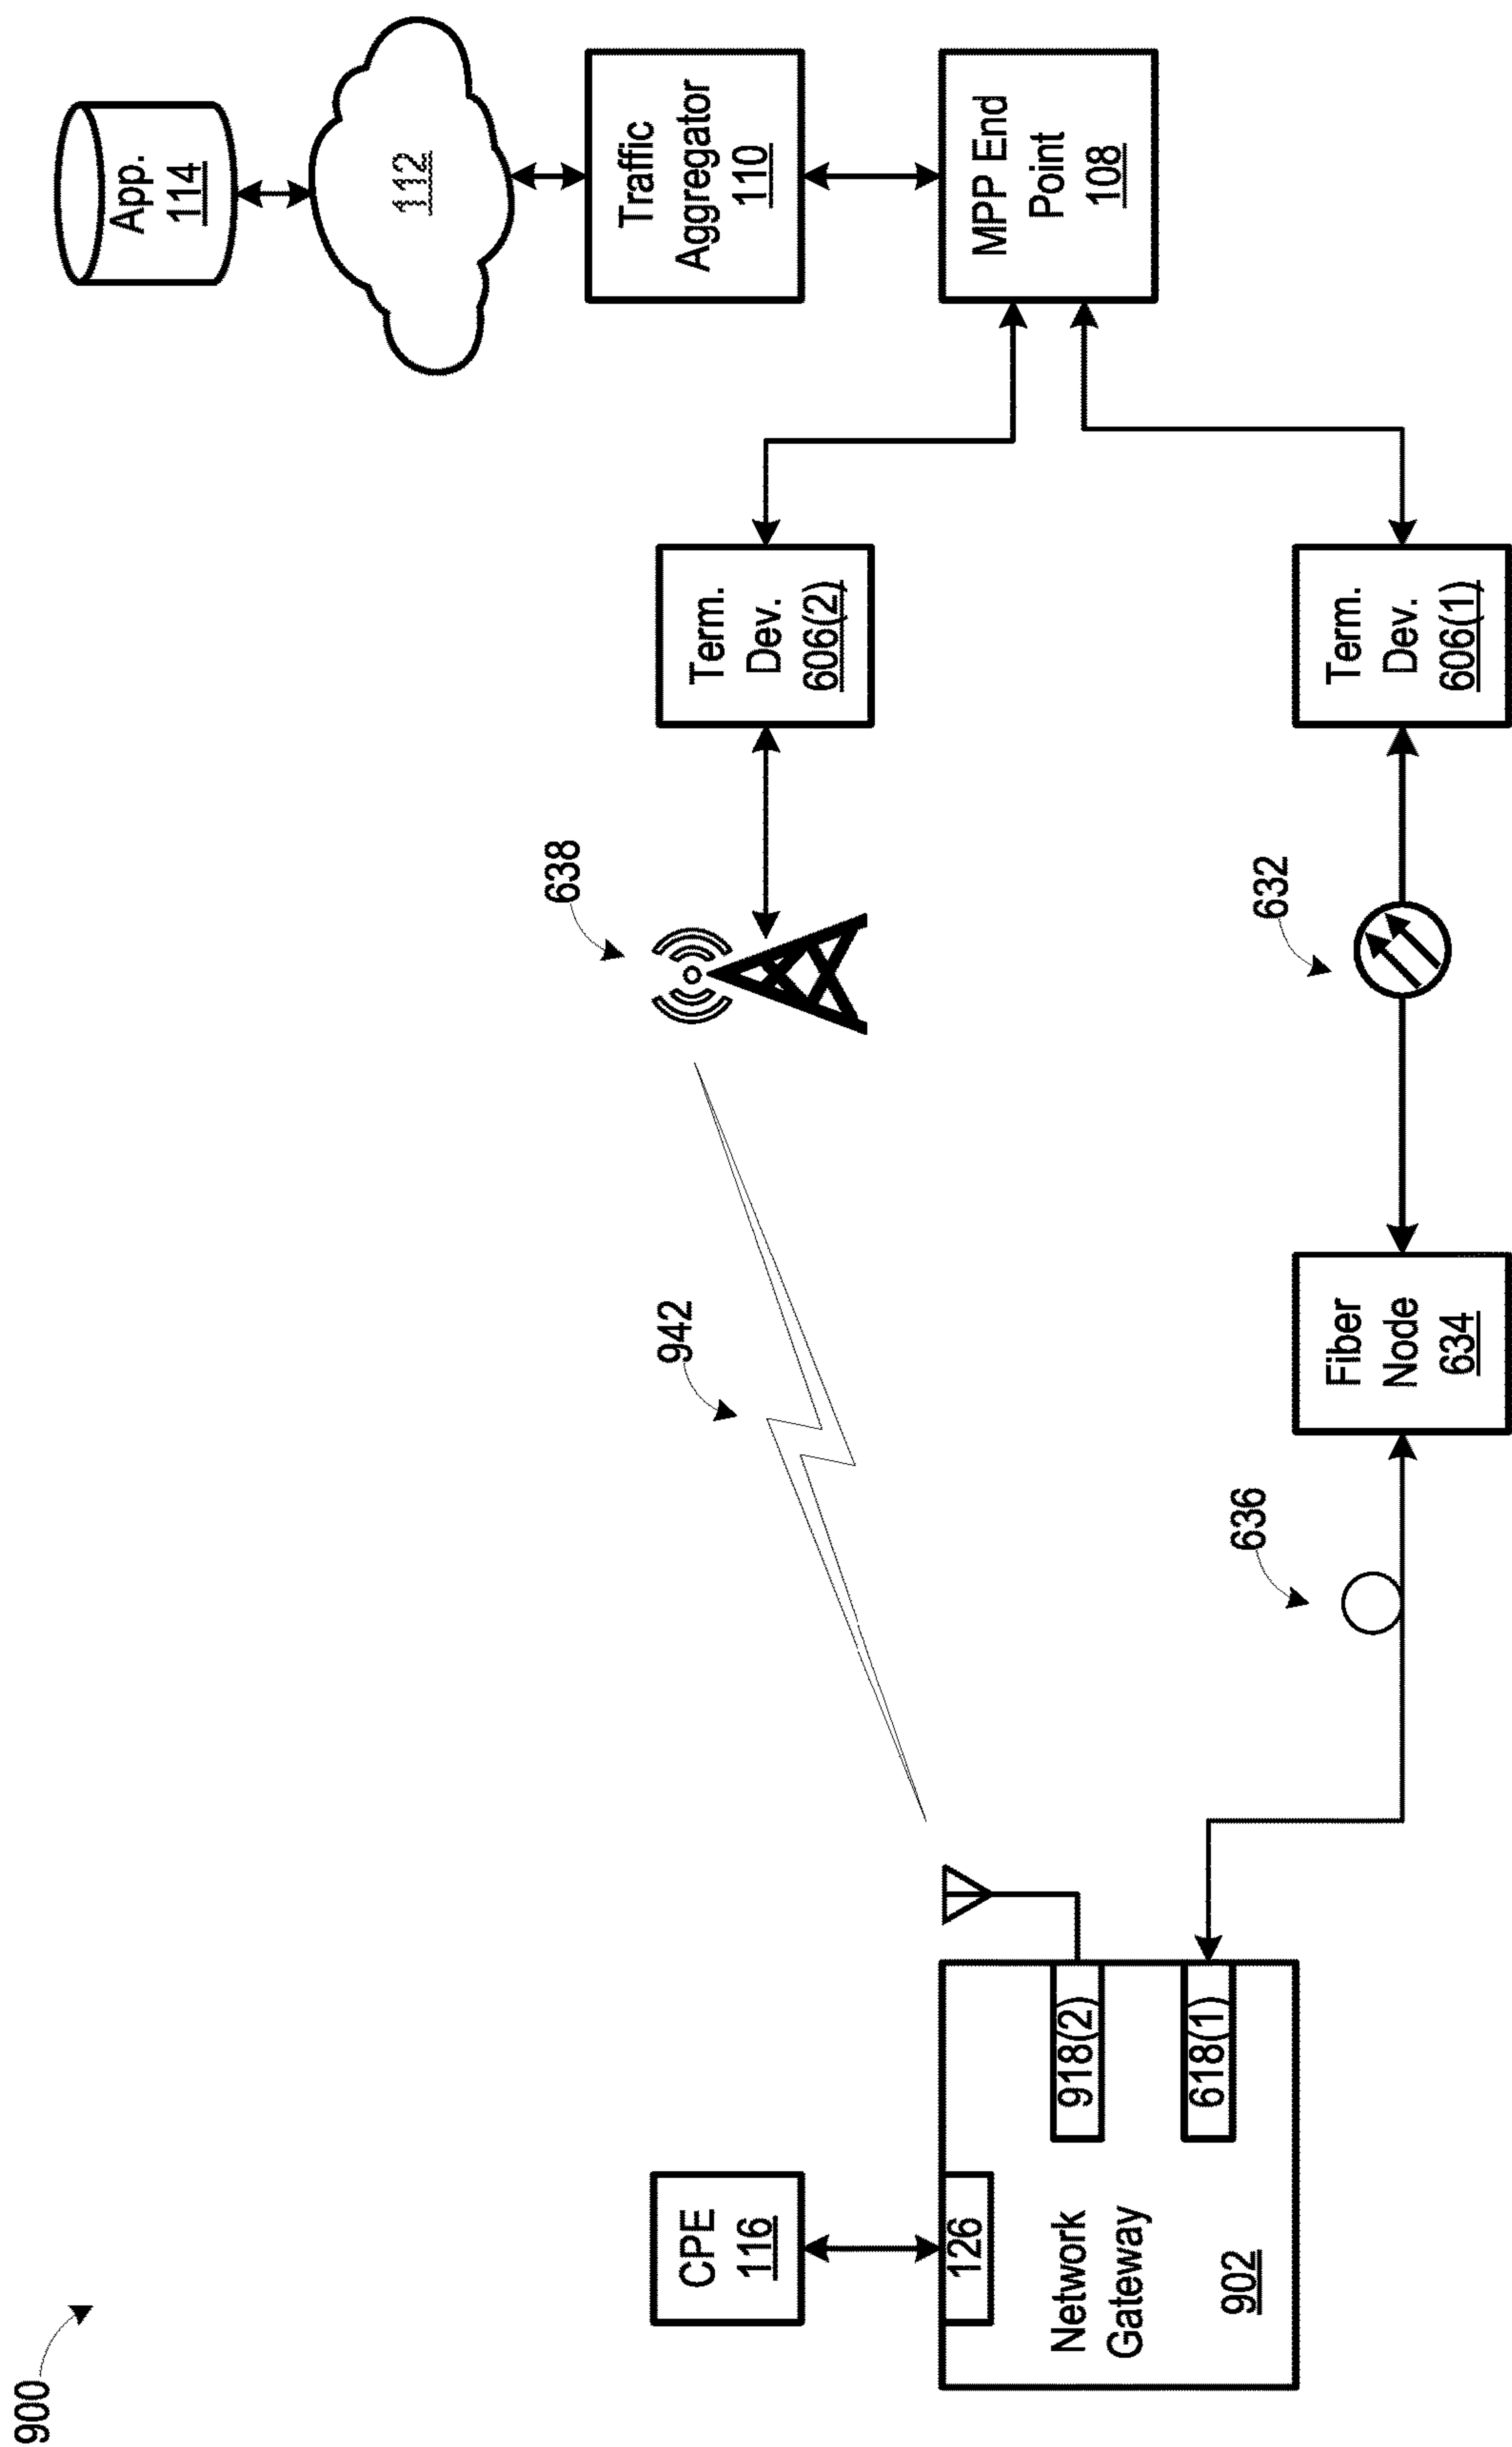 900
CPE
116
126
Network
Gateway
902
918(2)
618(1)
942
636
Fiber
Node
634
638
632
Term.
Dev.
606(2)
Term.
Dev.
606(1)
App.
114
112
Traffic
Aggregator
110
MPP End
Point
108